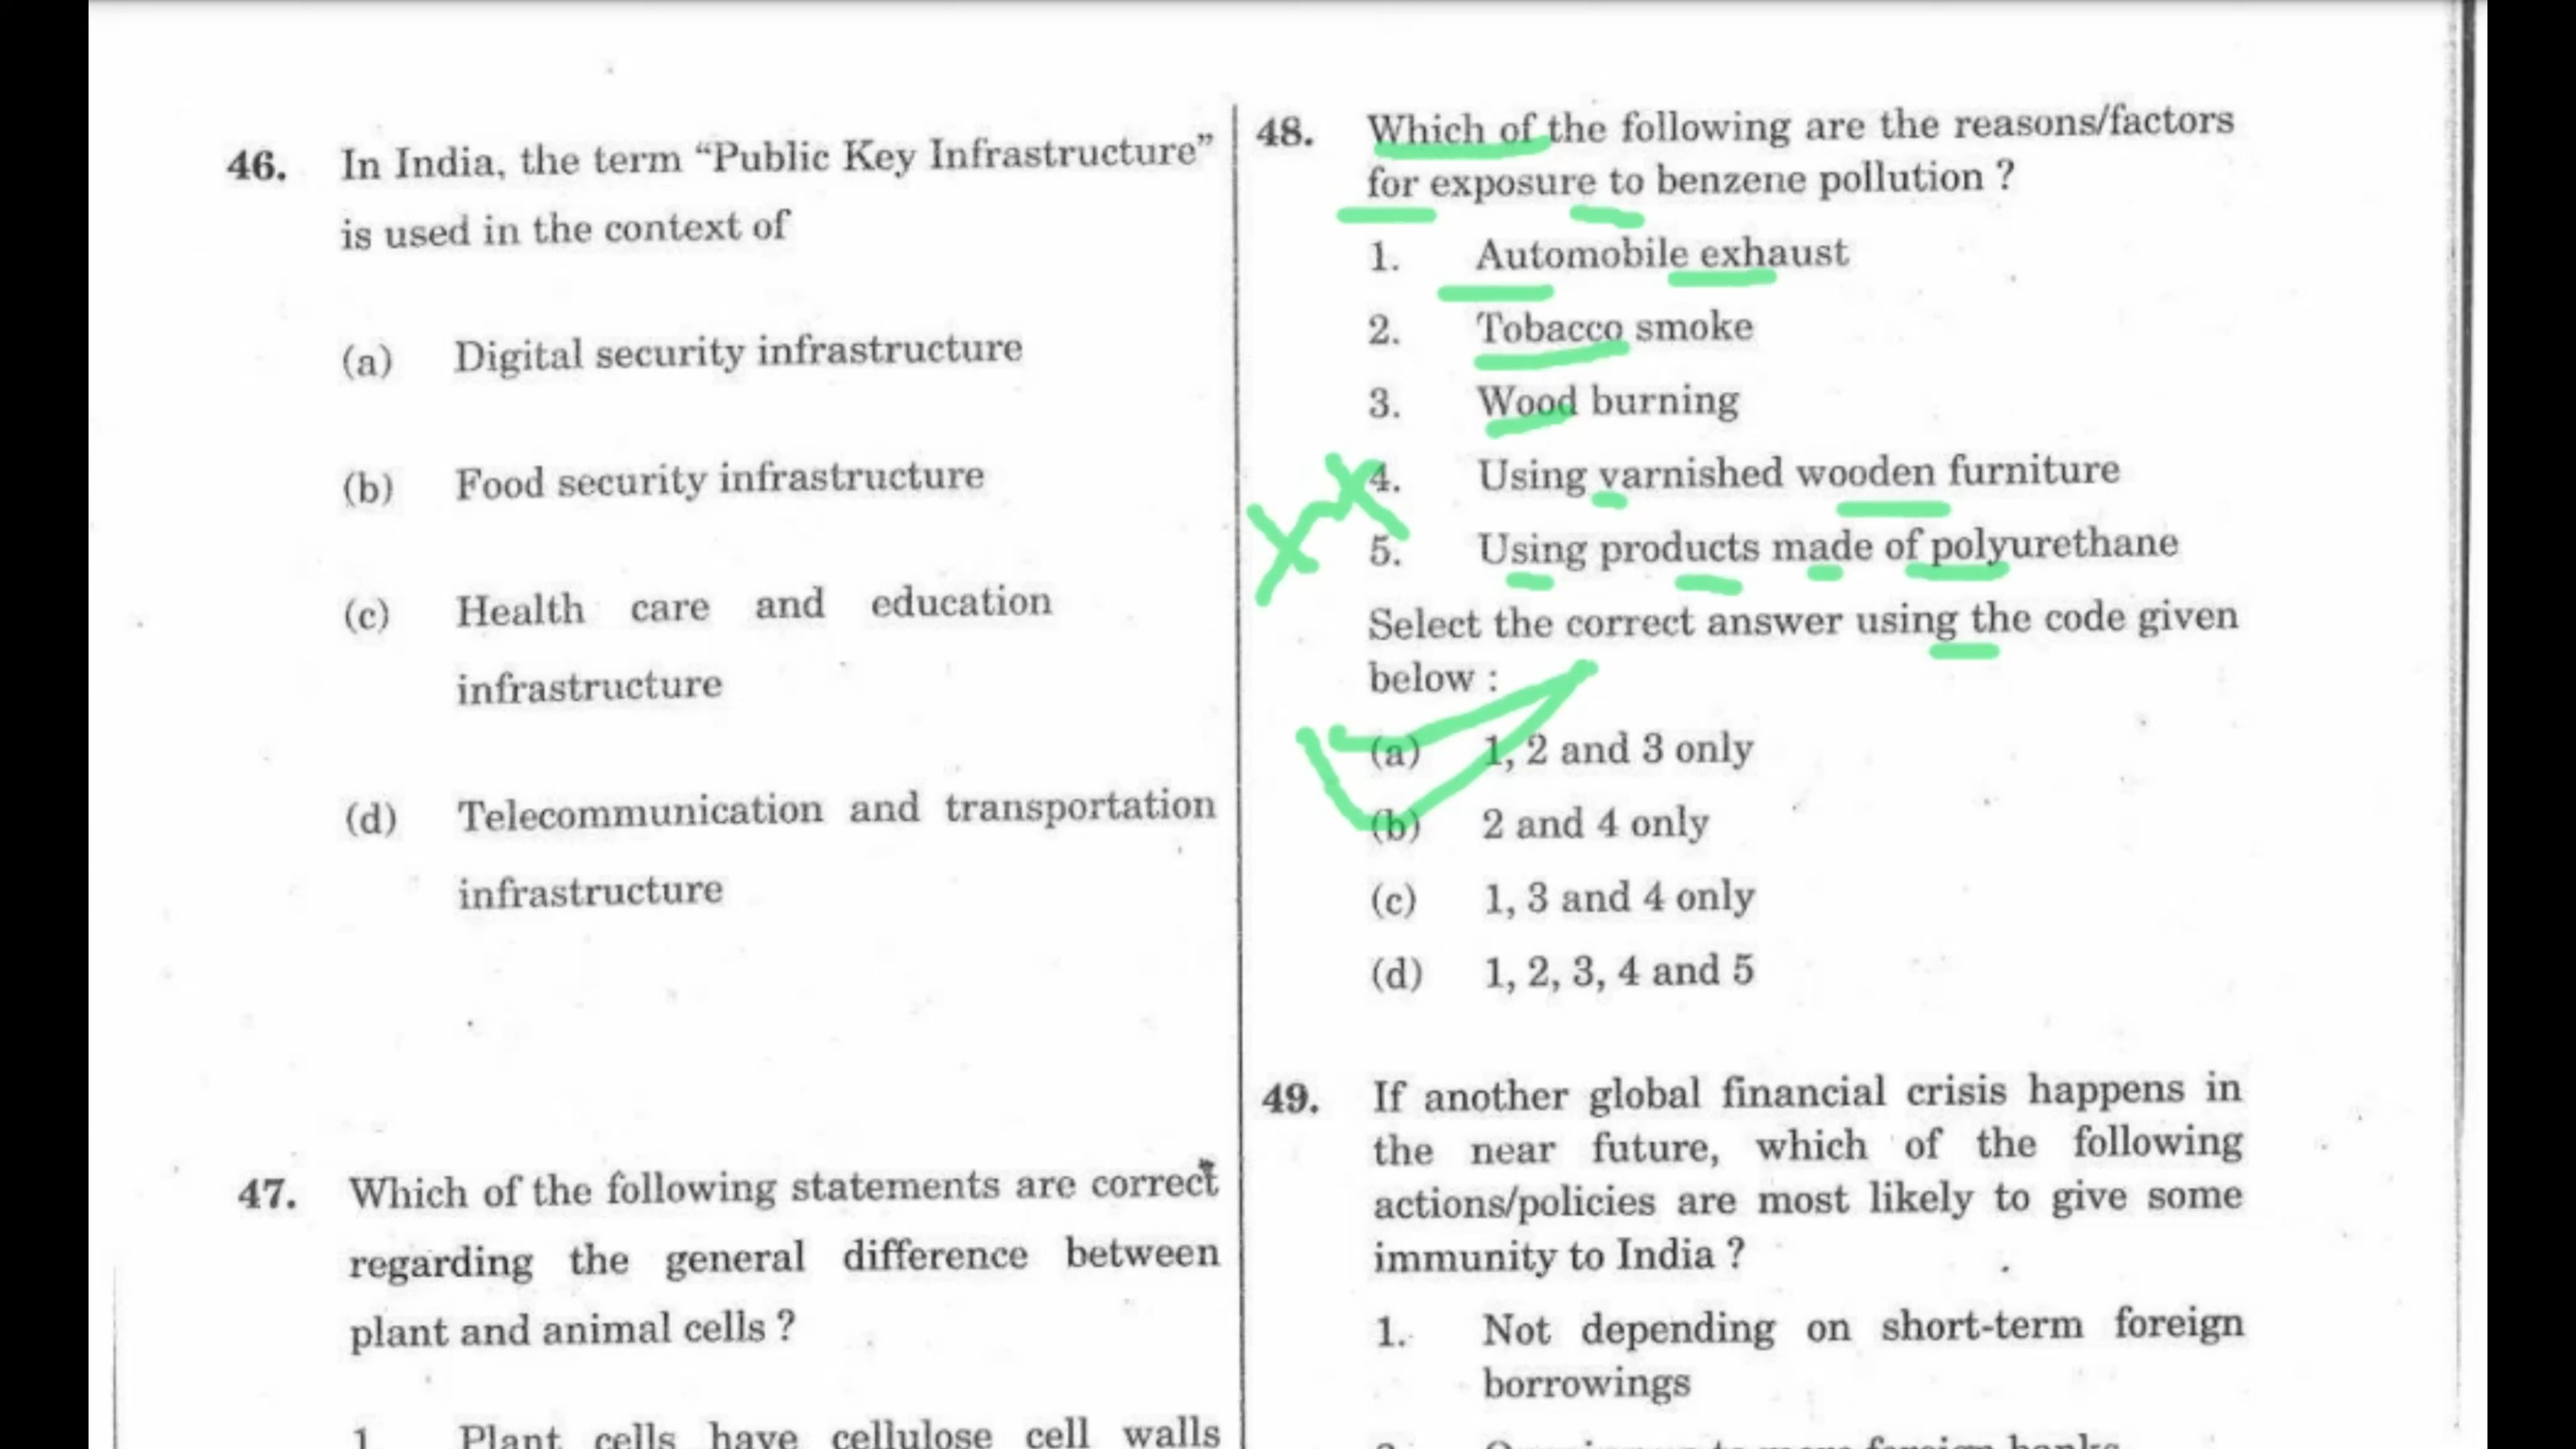 46. In India, the term “Public Key Infrastructure”
is used in the context of
(a) Digital security infrastructure
(b) Food security infrastructure
(c) Health care and education
infrastructure
(d) Telecommunication and transportation
infrastructure
47. Which of the following statements are correct
regarding the general difference between
plant and animal cells ?
1. Plant cells have cellulose cell walls
48. Which of the following are the reasons/factors
for exposure to benzene pollution ?
1. Automobile exhaust
2. Tobacco smoke
3. Wood burning
4. Using varnished wooden furniture
5. Using products made of polyurethane
Select the correct answer using the code given
below :
(a) 1, 2 and 3 only
(b) 2 and 4 only
(c) 1, 3 and 4 only
(d) 1, 2, 3, 4 and 5
49. If another global financial crisis happens in
the near future, which of the following
actions/policies are most likely to give some
immunity to India ?
1. Not depending on short-term foreign
borrowings
to more foreign banks